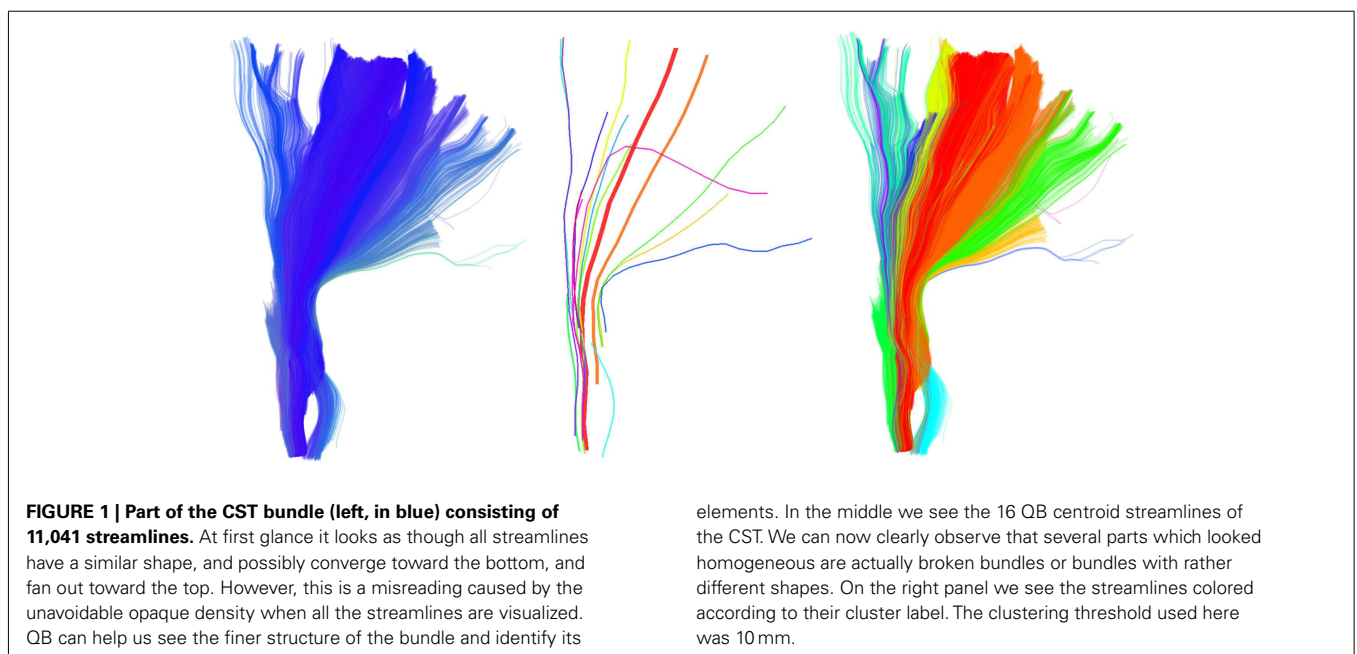 FIGURE 1 | Part of the CST bundle (left, in blue) consisting of
11,041 streamlines. At first glance it looks as though all streamlines
have a similar shape, and possibly converge toward the bottom, and
fan out toward the top. However, this is a misreading caused by the
unavoidable opaque density when all the streamlines are visualized.
QB can help us see the finer structure of the bundle and identify its
elements. In the middle we see the 16 QB centroid streamlines of
the CST. We can now clearly observe that several parts which looked
homogeneous are actually broken bundles or bundles with rather
different shapes. On the right panel we see the streamlines colored
according to their cluster label. The clustering threshold used here
was 10 mm.